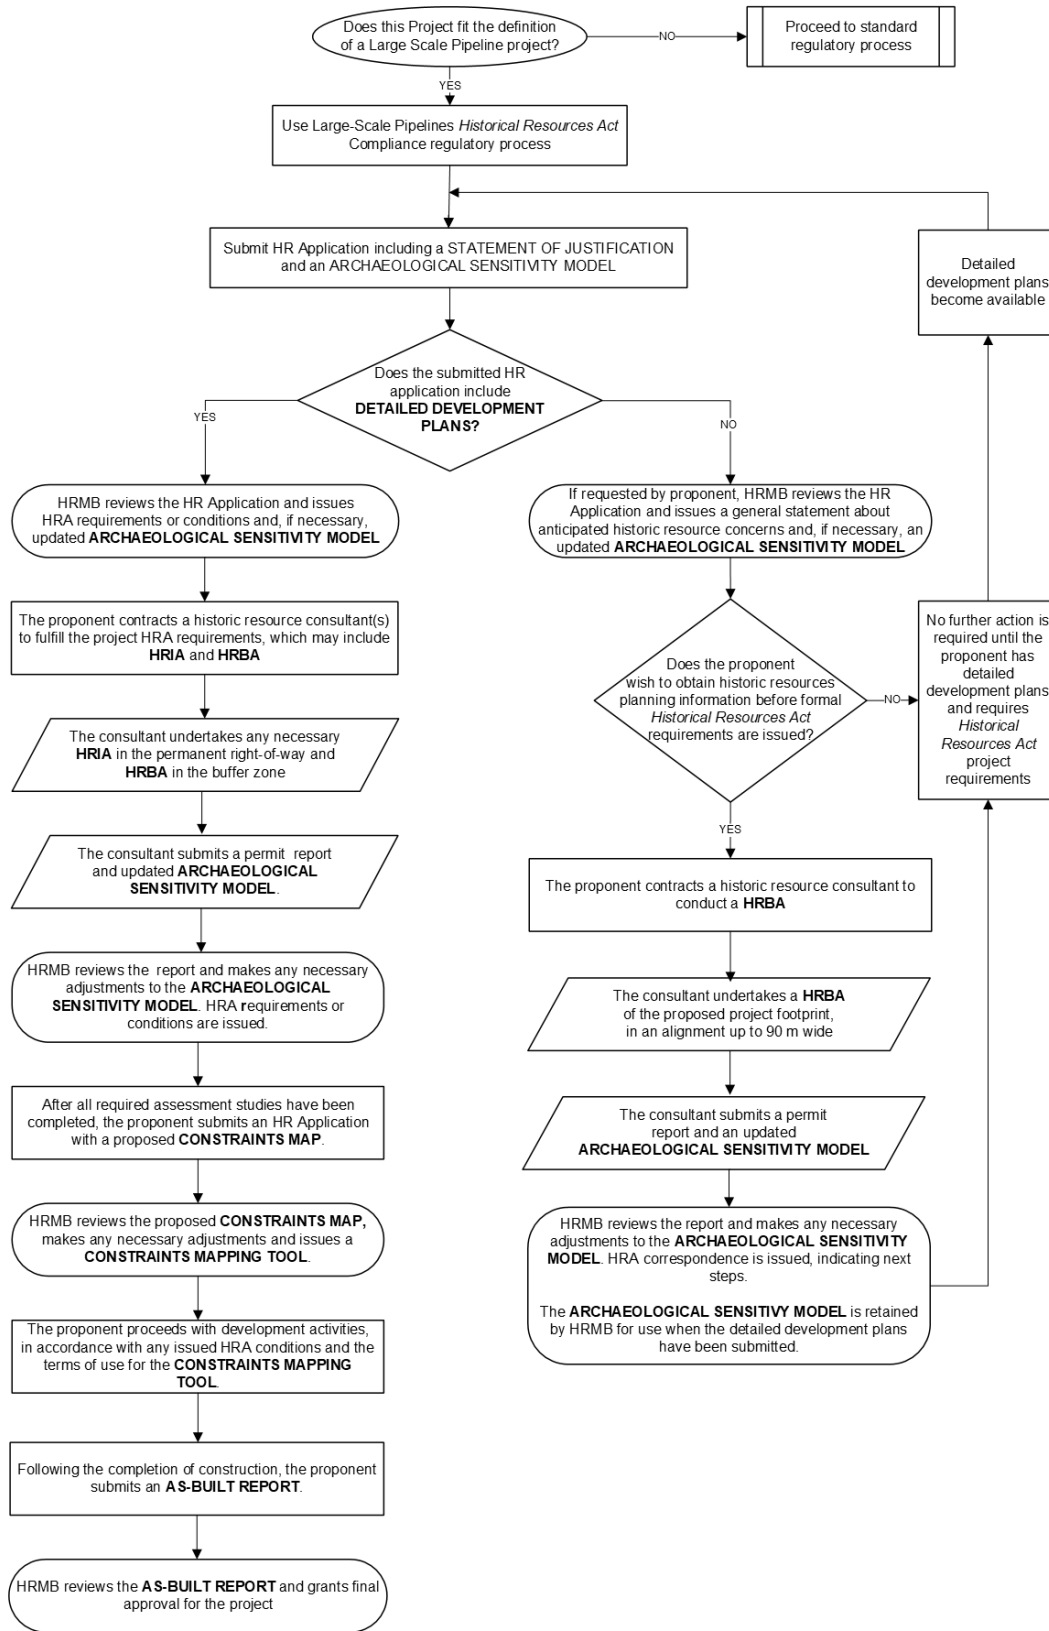 Does this Project fit the definition
of a Large Scale Pipeline project?
NO
Proceed to standard
regulatory process
YES
Use Large-Scale Pipelines Historical Resources Act
Compliance regulatory process
Submit HR Application including a STATEMENT OF JUSTIFICATION
and an ARCHAEOLOGICAL SENSITIVITY MODEL
Detailed
development plans
become available
Does the submitted HR
application include
DETAILED DEVELOPMENT
PLANS?
YES
NO
HRMB reviews the HR Application and issues
HRA requirements or conditions and, if necessary,
updated ARCHAEOLOGICAL SENSITIVITY MODEL
If requested by proponent, HRMB reviews the HR
Application and issues a general statement about
anticipated historic resource concerns and, if necessary, an
updated ARCHAEOLOGICAL SENSITIVITY MODEL
The proponent contracts a historic resource consultant(s)
to fulfill the project HRA requirements, which may include
HRIA and HRBA
Does the proponent
wish to obtain historic resources
planning information before formal
Historical Resources Act
requirements are issued?
NO
No further action is
required until the
proponent has
detailed
development plans
and requires
Historical
Resources Act
project
requirements
The consultant undertakes any necessary
HRIA in the permanent right-of-way and
HRBA in the buffer zone
YES
The consultant submits a permit report
and updated ARCHAEOLOGICAL
SENSITIVITY MODEL.
The proponent contracts a historic resource consultant to
conduct a HRBA
HRMB reviews the report and makes any necessary
adjustments to the ARCHAEOLOGICAL
SENSITIVITY MODEL. HRA requirements or
conditions are issued.
The consultant undertakes a HRBA
of the proposed project footprint,
in an alignment up to 90 m wide
After all required assessment studies have been
completed, the proponent submits an HR Application
with a proposed CONSTRAINTS MAP.
The consultant submits a permit
report and an updated
ARCHAEOLOGICAL SENSITIVITY MODEL
HRMB reviews the proposed CONSTRAINTS MAP,
makes any necessary adjustments and issues a
CONSTRAINTS MAPPING TOOL.
HRMB reviews the report and makes any necessary
adjustments to the ARCHAEOLOGICAL SENSITIVITY
MODEL. HRA correspondence is issued, indicating next
steps.
The ARCHAEOLOGICAL SENSITIVY MODEL is retained
by HRMB for use when the detailed development plans
have been submitted.
The proponent proceeds with development activities,
in accordance with any issued HRA conditions and the
terms of use for the CONSTRAINTS MAPPING
TOOL.
Following the completion of construction, the proponent
submits an AS-BUILT REPORT.
HRMB reviews the AS-BUILT REPORT and grants final
approval for the project